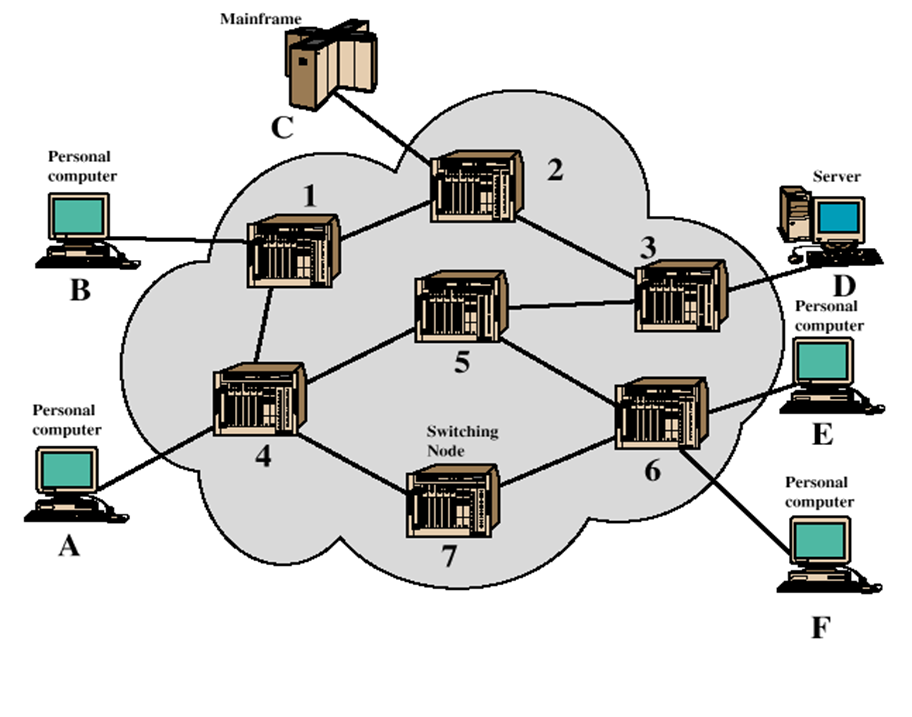 Mainframe
C
2
Personal
computer
1
Server
B
3
D
Personal
computer
5
Personal
computer
E
4
Switching
Node
6
A
7
Personal
computer
F